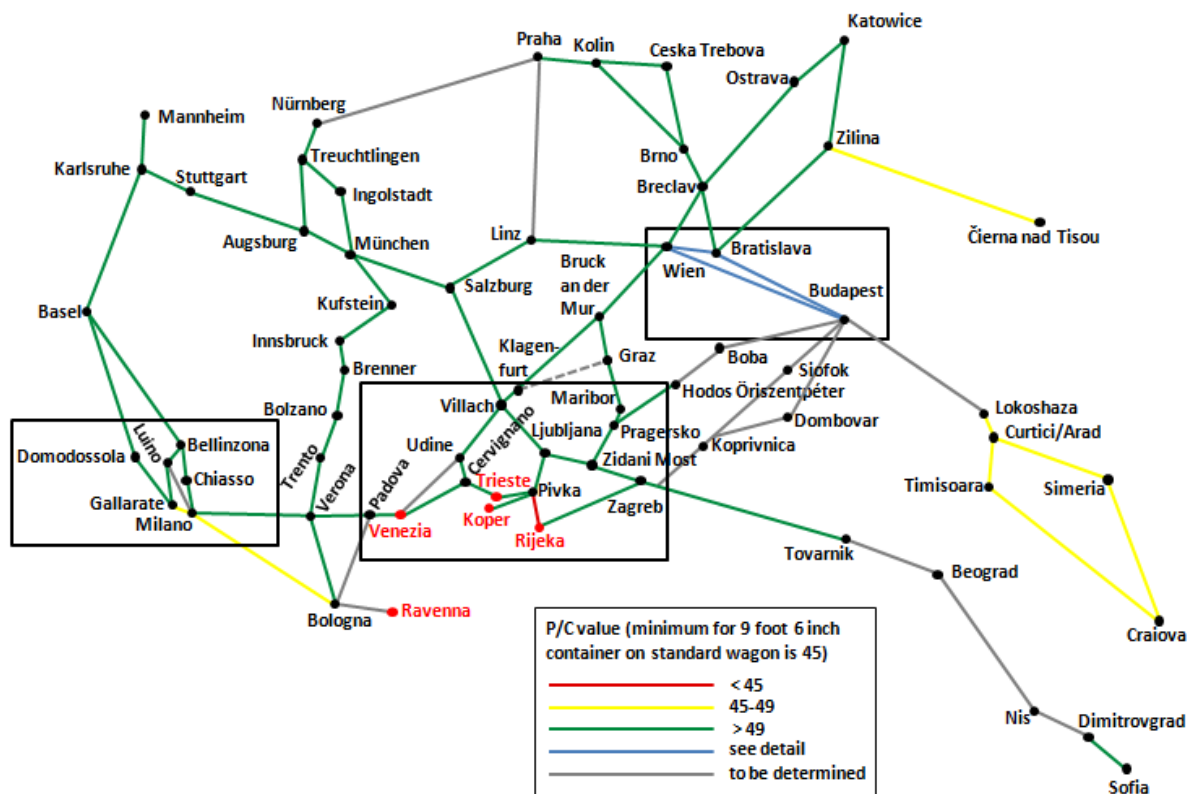 Katowice
Praha
Kolin
Ceska Trebova
Ostrava
Nürnberg
Mannheim
Zilina
Treuchtlingen
Brno
Karlsruhe
Stuttgart
Ingolstadt
Breclav
Augsburg
München
Linz
Čierna nad Tisou
Wien
Bratislava
Bruck
an der
Mur
Salzburg
Budapest
Kufstein
Basel
Innsbruck
Klagen-
furt
Graz
Boba
Siofok
Brenner
Hodos Öriszentpéter
Maribor
Villach
Bolzano
Lokoshaza
Dombovar
Pragersko
Curtici/Arad
Udine
Cervignano
Ljubljana
Koprivnica
Luino
Bellinzona
Domodossola
Trento
Verona
Padova
Zidani Most
Chiasso
Trieste
Pivka
Timisoara
Simeria
Gallarate
Milano
Venezia
Koper
Zagreb
Rijeka
Tovarnik
Beograd
Bologna
Ravenna
Craiova
P/C value (minimum for 9 foot 6 inch
container on standard wagon is 45)
< 45
45-49
> 49
see detail
to be determined
Nis
Dimitrovgrad
Sofia